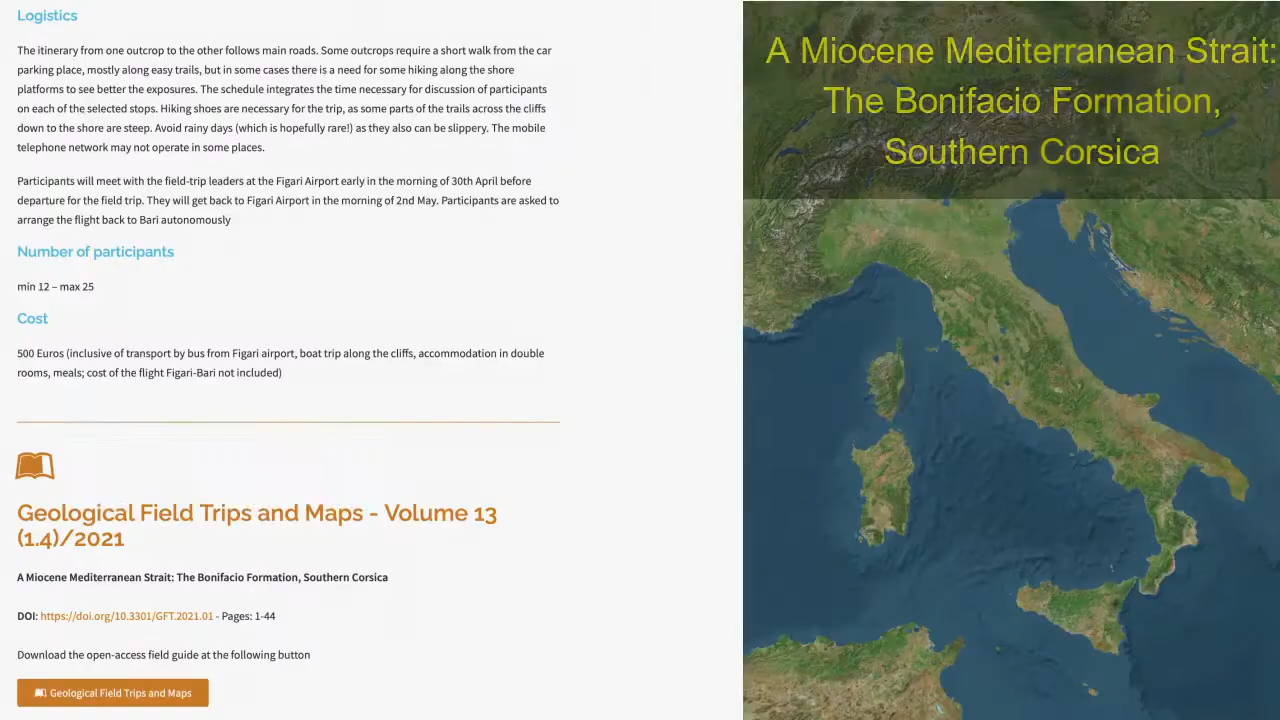 Logistics
The itinerary from one outcrop to the other follows main roads. Some outcrops require a short walk from the car
parking place, mostly along easy trails, but in some cases there is a need for some hiking along the shore
platforms to see better the exposures. The schedule integrates the time necessary for discussion of participants
on each of the selected stops. Hiking shoes are necessary for the trip, as some parts of the trails across the cliffs
down to the shore are steep. Avoid rainy days (which is hopefully rare!) as they also can be slippery. The mobile
telephone network may not operate in some places.
Participants will meet with the field-trip leaders at the Figari Airport early in the morning of 30th April before
departure for the field trip. They will get back to Figari Airport in the morning of 2nd May. Participants are asked to
arrange the flight back to Bari autonomously
Number of participants
min 12 – max 25
Cost
500 Euros (inclusive of transport by bus from Figari airport, boat trip along the cliffs, accommodation in double
rooms, meals; cost of the flight Figari-Bari not included)
Geological Field Trips and Maps - Volume 13
(1.4)/2021
A Miocene Mediterranean Strait: The Bonifacio Formation, Southern Corsica
DOI: https://doi.org/10.3301/GFT.2021.01 - Pages: 1-44
Download the open-access field guide at the following button
Geological Field Trips and Maps
A Miocene Mediterranean Strait:
The Bonifacio Formation,
Southern Corsica